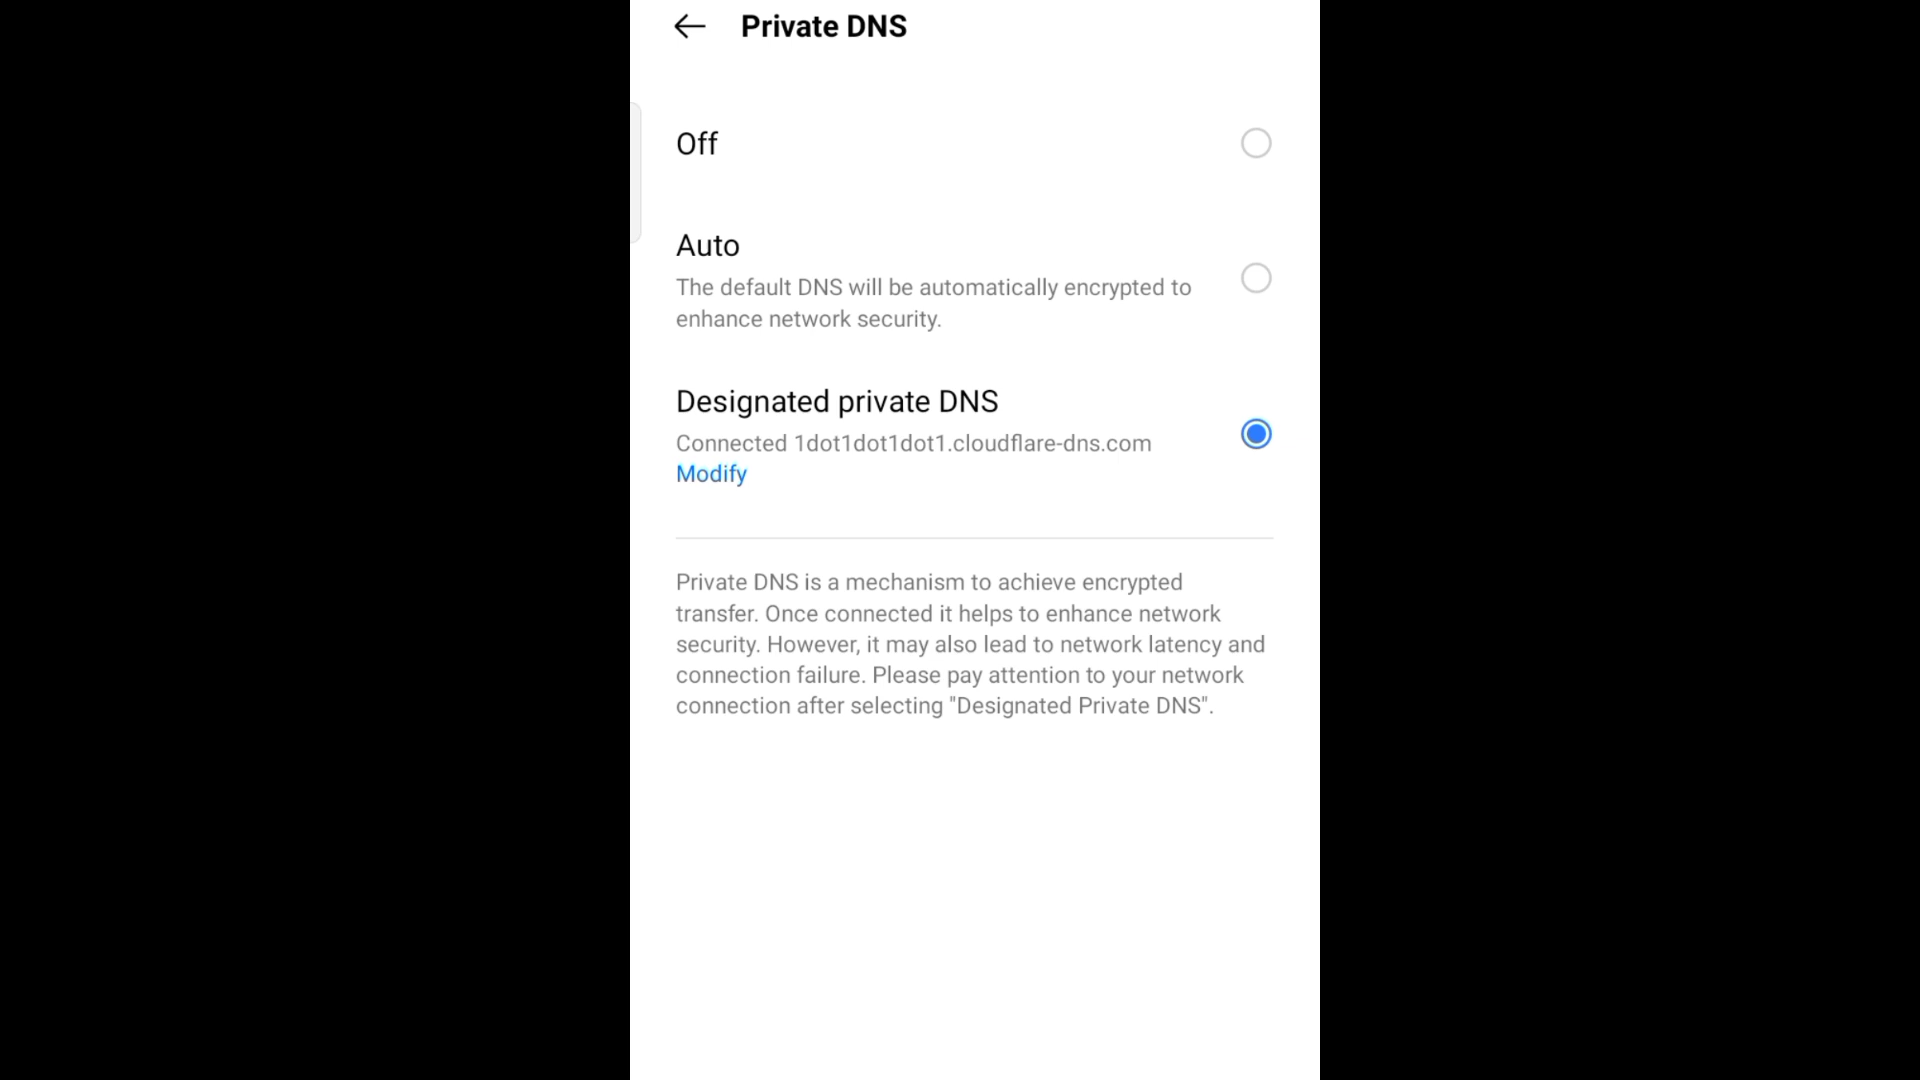 Private DNS
Off
Auto
The default DNS will be automatically encrypted to
enhance network security.
Designated private DNS
Connected 1dot1dot1dot1.cloudflare-dns.com
Modify
Private DNS is a mechanism to achieve encrypted
transfer. Once connected it helps to enhance network
security. However, it may also lead to network latency and
connection failure. Please pay attention to your network
connection after selecting "Designated Private DNS".